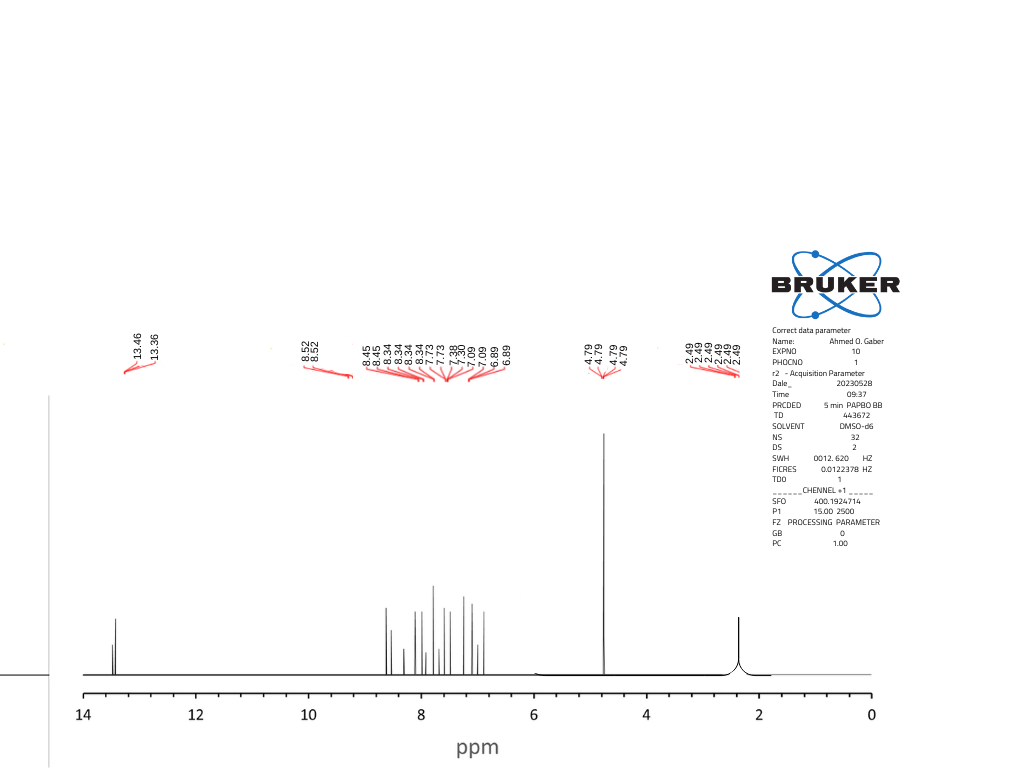 BRUKER
13.46
13.36
8.52
8.52
8.45
8.45
8.34
8.34
8.34
8.34
7.73
7.73
7.38
7.30
7.09
7.09
6.89
6.89
4.79
4.79
4.79
4.79
2.49
2.49
2.49
2.49
2.49
2.49
Correct data parameter
Name: Ahmed O. Gaber
EXPNO 10
PHOCNO 1
r2 - Acquisition Parameter
Date_ 20230528
Time 09:37
PRCDED 5 min PAPBO BB
TD 443672
SOLVENT DMSO-d6
NS 32
DS 2
SWH 0012. 620 HZ
FICRES 0.0122378 HZ
TD0 1
______CHENNEL +1 _____
SFO 400.1924714
P1 15.00 2500
FZ PROCESSING PARAMETER
GB 0
PC 1.00
14 12 10 8 6 4 2 0
ppm